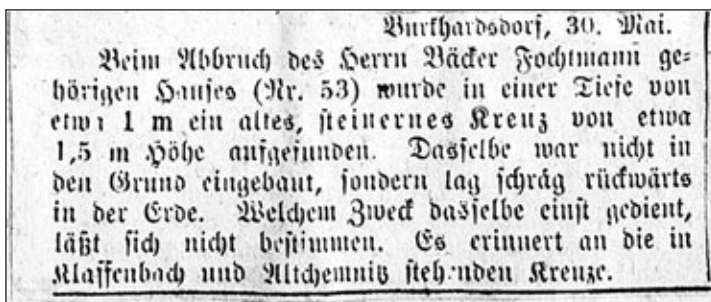 Burkhardsdorf, 30. Mai.
Beim Abbruch des Herrn Bäcker Fochtmann ge-
hörigen Hauses (Nr. 53) wurde in einer Tiefe von
etwa 1 m ein altes, steinernes Kreuz von etwa
1,5 m Höhe aufgefunden. Dasselbe war nicht in
den Grund eingebaut, sondern lag schräg rückwärts
in der Erde. Welchem Zweck dasselbe einst gedient,
läßt sich nicht bestimmen. Es erinnert an die in
Klaffenbach und Altchemnitz stehenden Kreuze.